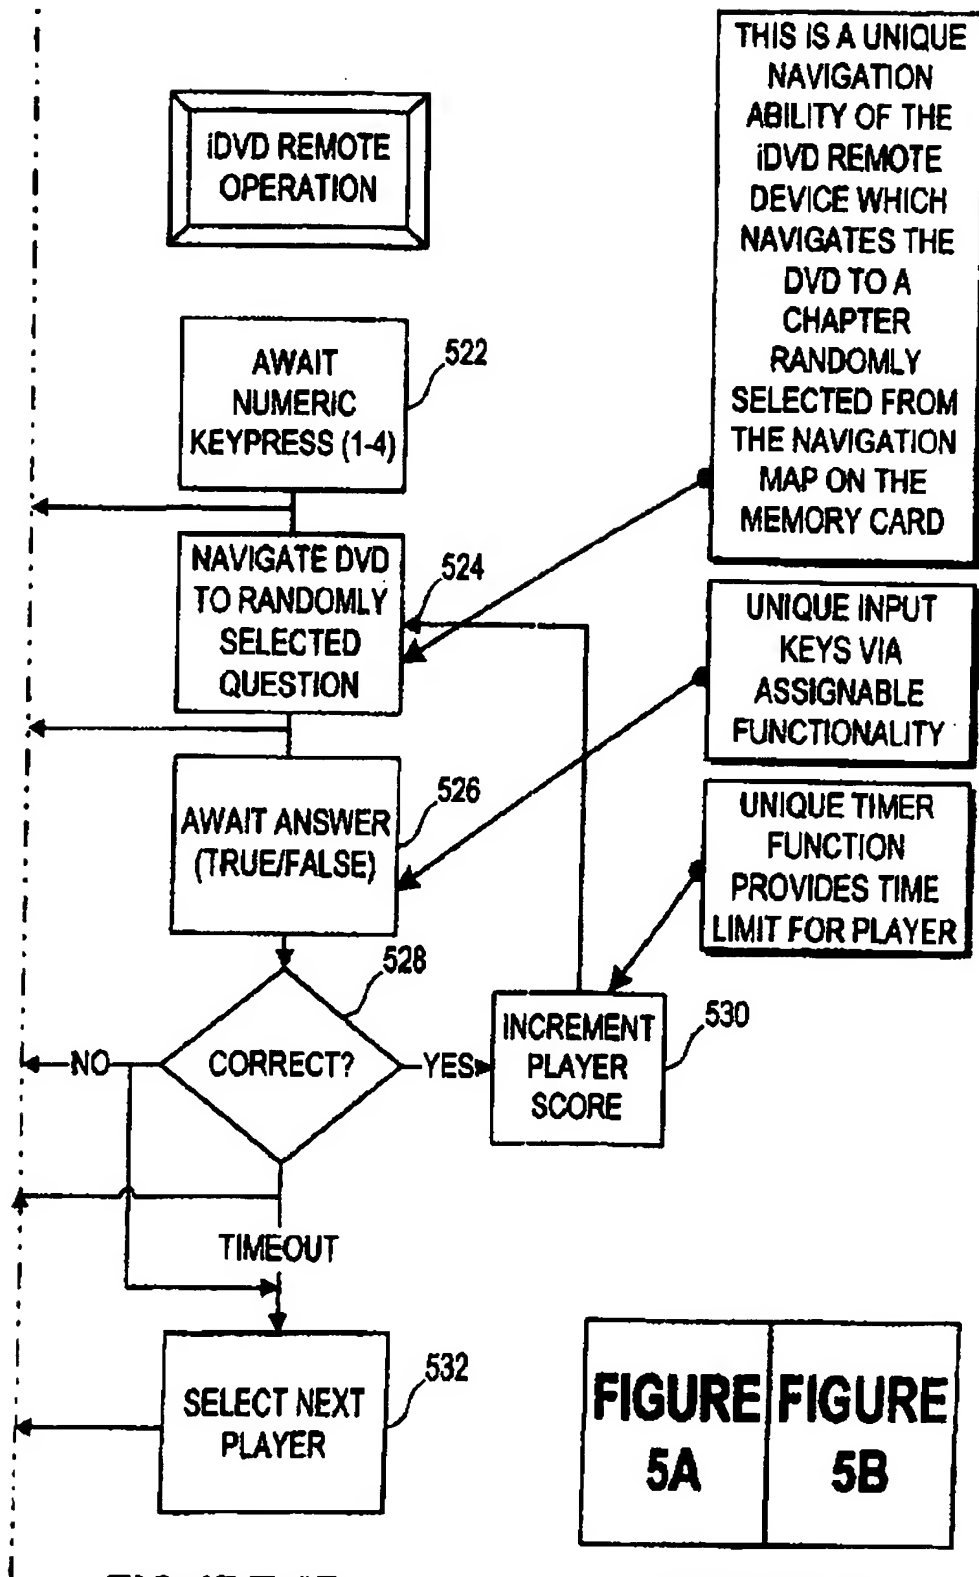 iDVD REMOTE
OPERATION
AWAIT
NUMERIC
KEYPRESS (1-4)
522
NAVIGATE DVD
TO RANDOMLY
SELECTED
QUESTION
524
AWAIT ANSWER
(TRUE/FALSE)
526
CORRECT?
528
NO
YES
INCREMENT
PLAYER
SCORE
530
TIMEOUT
SELECT NEXT
PLAYER
532
THIS IS A UNIQUE
NAVIGATION
ABILITY OF THE
iDVD REMOTE
DEVICE WHICH
NAVIGATES THE
DVD TO A
CHAPTER
RANDOMLY
SELECTED FROM
THE NAVIGATION
MAP ON THE
MEMORY CARD
UNIQUE INPUT
KEYS VIA
ASSIGNABLE
FUNCTIONALITY
UNIQUE TIMER
FUNCTION
PROVIDES TIME
LIMIT FOR PLAYER
FIGURE
5A
FIGURE
5B